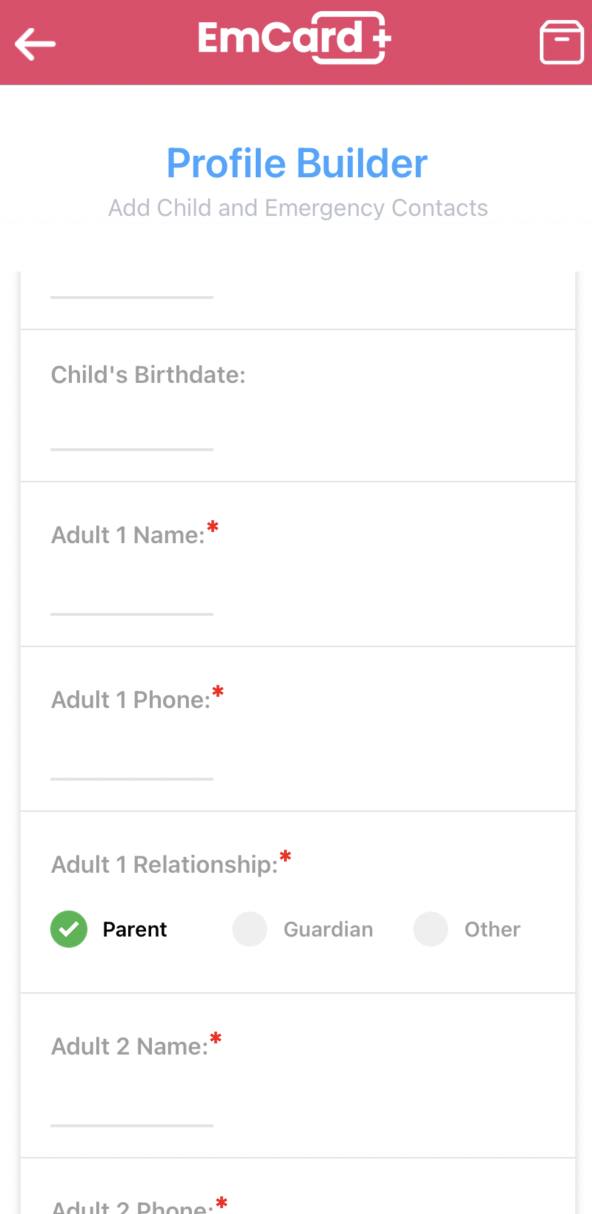 EmCard+
Profile Builder
Add Child and Emergency Contacts
Child's Birthdate:
Adult 1 Name:*
Adult 1 Phone:*
Adult 1 Relationship:*
Parent Guardian Other
Adult 2 Name:*
Adult 2 Phone:*